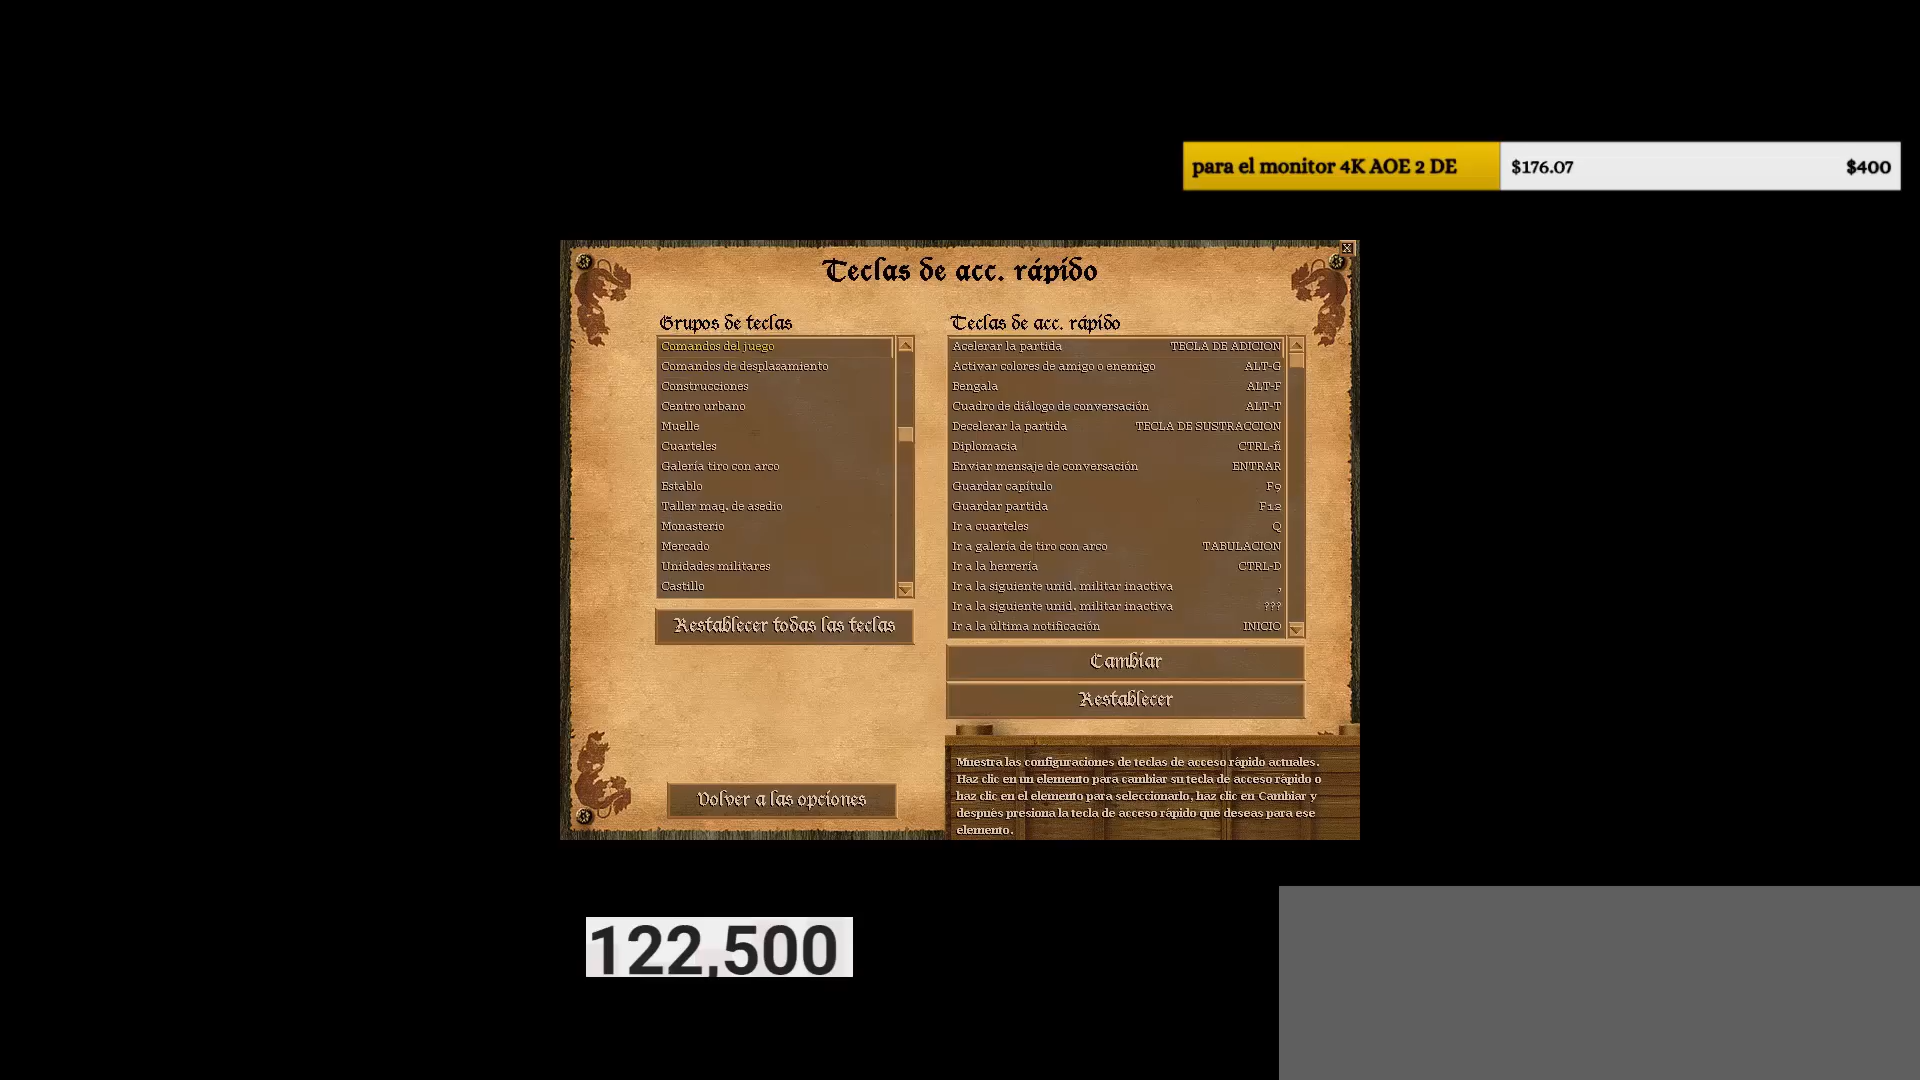 para el monitor 4K AOE 2 DE $176.07 $400
Teclas de acc. rápido
Grupos de teclas
Comandos del juego
Comandos de desplazamiento
Construcciones
Centro urbano
Muelle
Cuarteles
Galería tiro con arco
Establo
Taller maq. de asedio
Monasterio
Mercado
Unidades militares
Castillo
Restablecer todas las teclas
Volver a las opciones
Teclas de acc. rápido
Acelerar la partida TECLA DE ADICION
Activar colores de amigo o enemigo ALT-G
Bengala ALT-F
Cuadro de diálogo de conversación ALT-T
Decelerar la partida TECLA DE SUSTRACCION
Diplomacia CTRL-ñ
Enviar mensaje de conversación ENTRAR
Guardar capítulo F9
Guardar partida F12
Ir a cuarteles Q
Ir a galería de tiro con arco TABULACION
Ir a la herrería CTRL-D
Ir a la siguiente unid. militar inactiva ,
Ir a la siguiente unid. militar inactiva ???
Ir a la última notificación INICIO
Cambiar
Restablecer
Muestra las configuraciones de teclas de acceso rápido actuales.
Haz clic en un elemento para cambiar su tecla de acceso rápido o
haz clic en el elemento para seleccionarlo, haz clic en Cambiar y
después presiona la tecla de acceso rápido que deseas para ese
elemento.
122,500